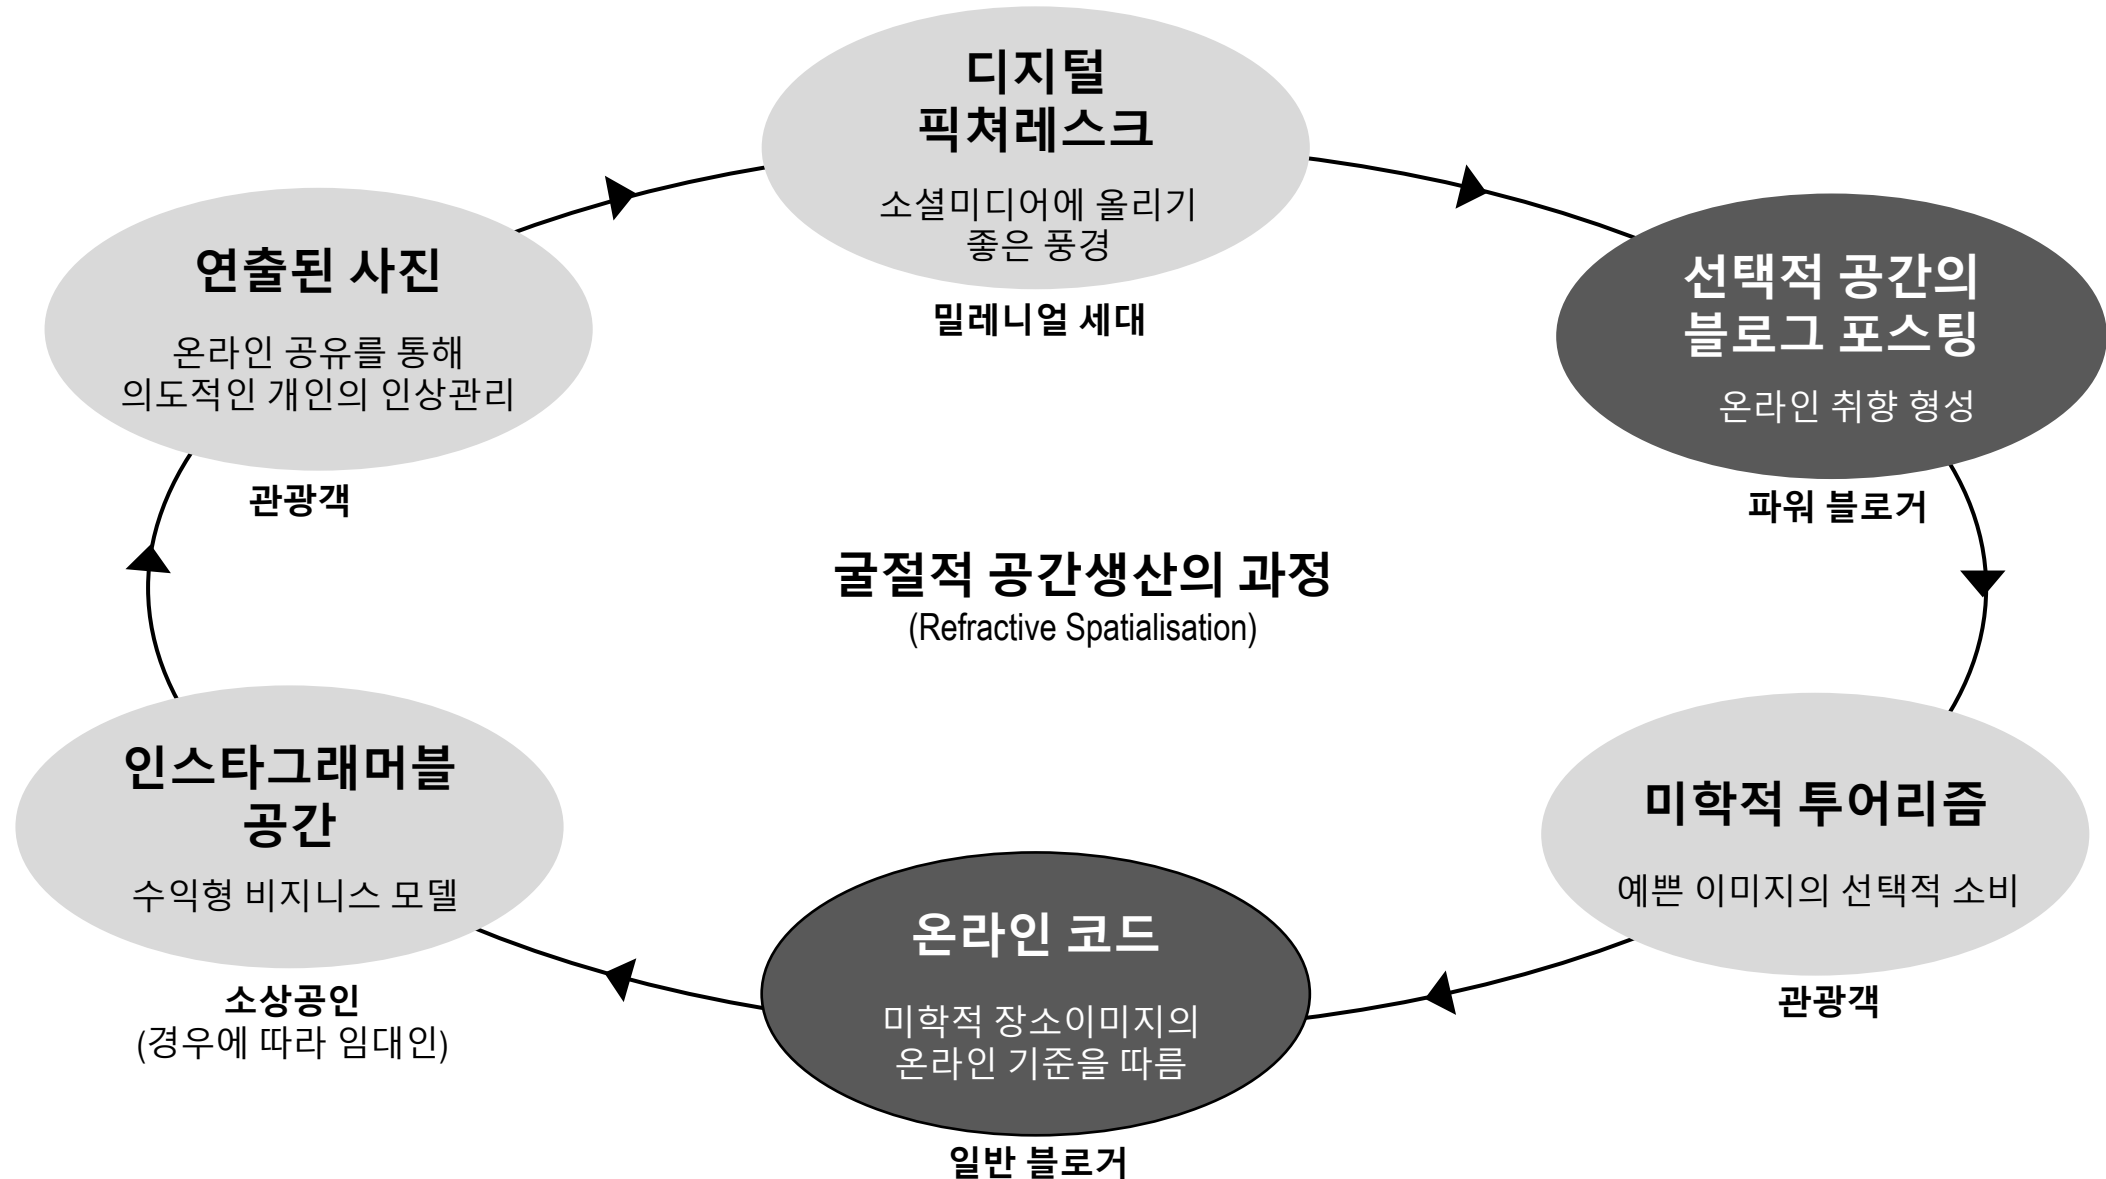 디지털
픽쳐레스크
소셜미디어에 올리기
좋은 풍경
밀레니얼 세대
선택적 공간의
블로그 포스팅
온라인 취향 형성
파워 블로거
미학적 투어리즘
예쁜 이미지의 선택적 소비
관광객
온라인 코드
미학적 장소이미지의
온라인 기준을 따름
일반 블로거
인스타그래머블
공간
수익형 비지니스 모델
소상공인
(경우에 따라 임대인)
연출된 사진
온라인 공유를 통해
의도적인 개인의 인상관리
관광객
굴절적 공간생산의 과정
(Refractive Spatialisation)